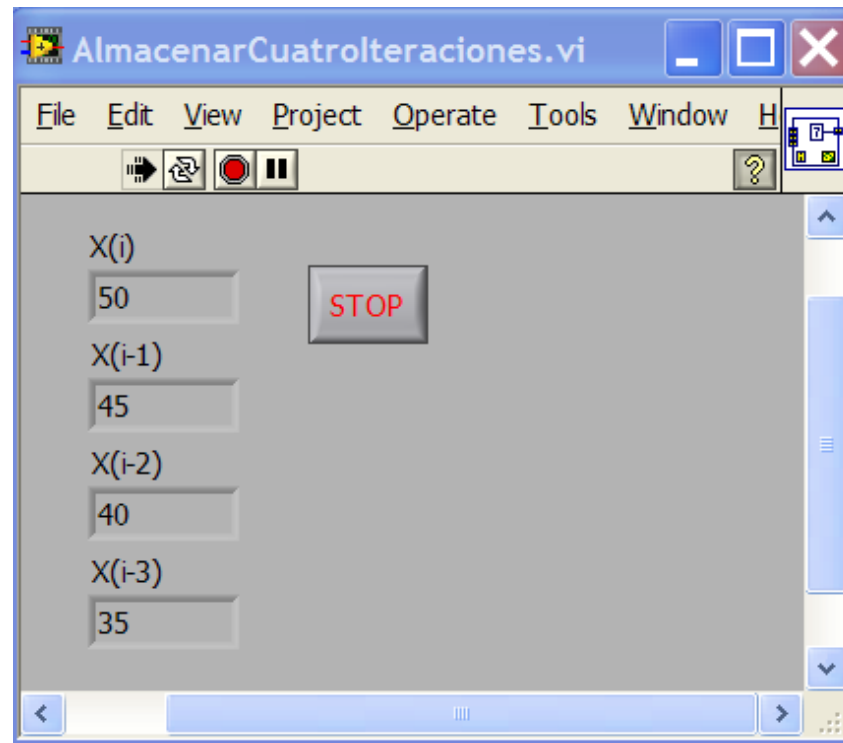 AlmacenarCuatroIteraciones.vi
File Edit View Project Operate Tools Window H
X(i)
50
STOP
X(i-1)
45
X(i-2)
40
X(i-3)
35